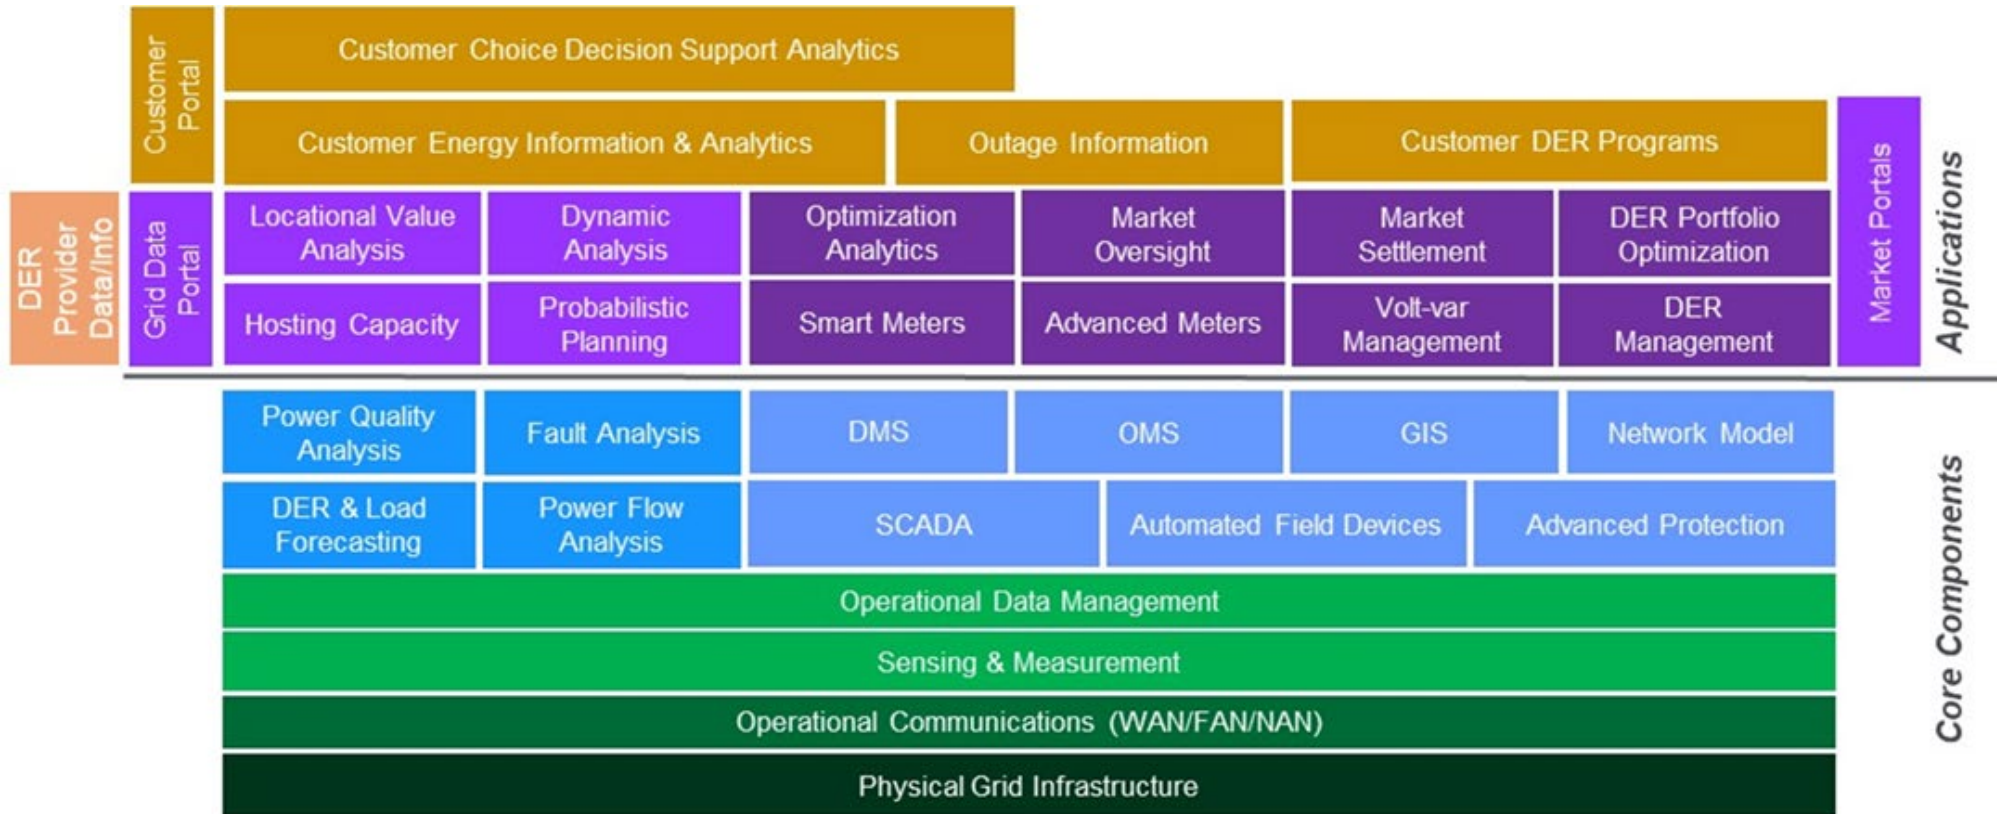 Customer
Portal
Customer Choice Decision Support Analytics
Customer Energy Information & Analytics
Outage Information
Customer DER Programs
Market Portals
Applications
DER
Provider
Data/Info
Grid Data
Portal
Locational Value
Analysis
Dynamic
Analysis
Optimization
Analytics
Market
Oversight
Market
Settlement
DER Portfolio
Optimization
Hosting Capacity
Probabilistic
Planning
Smart Meters
Advanced Meters
Volt-var
Management
DER
Management
Power Quality
Analysis
Fault Analysis
DMS
OMS
GIS
Network Model
DER & Load
Forecasting
Power Flow
Analysis
SCADA
Automated Field Devices
Advanced Protection
Core Components
Operational Data Management
Sensing & Measurement
Operational Communications (WAN/FAN/NAN)
Physical Grid Infrastructure